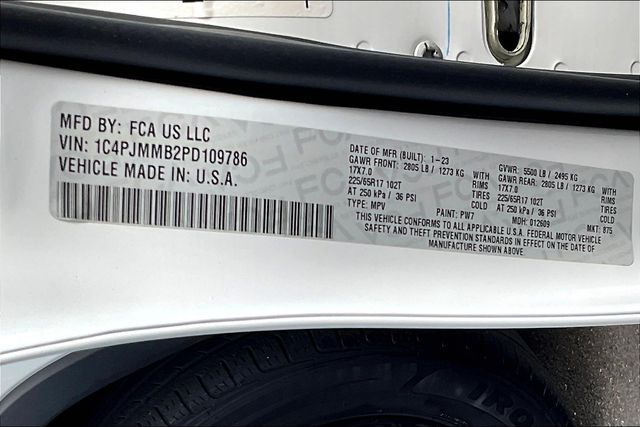 MFD BY: FCA US LLC
VIN: 1C4PJMMB2PD109786
VEHICLE MADE IN: U.S.A.
DATE OF MFR (BUILT): 1-23 GVWR: 5500 LB / 2495 KG
GAWR FRONT: 2805 LB / 1273 KG WITH GAWR REAR: 2805 LB / 1273 KG WITH
17X7.0 RIMS 17X7.0 RIMS
225/65R17 102T TIRES 225/65R17 102T TIRES
AT 250 kPa / 36 PSI COLD AT 250 kPa / 36 PSI COLD
TYPE: MPV PAINT: PW7 MDH: 012609 MKT: 875
THIS VEHICLE CONFORMS TO ALL APPLICABLE U.S.A. FEDERAL MOTOR VEHICLE
SAFETY AND THEFT PREVENTION STANDARDS IN EFFECT ON THE DATE OF
MANUFACTURE SHOWN ABOVE